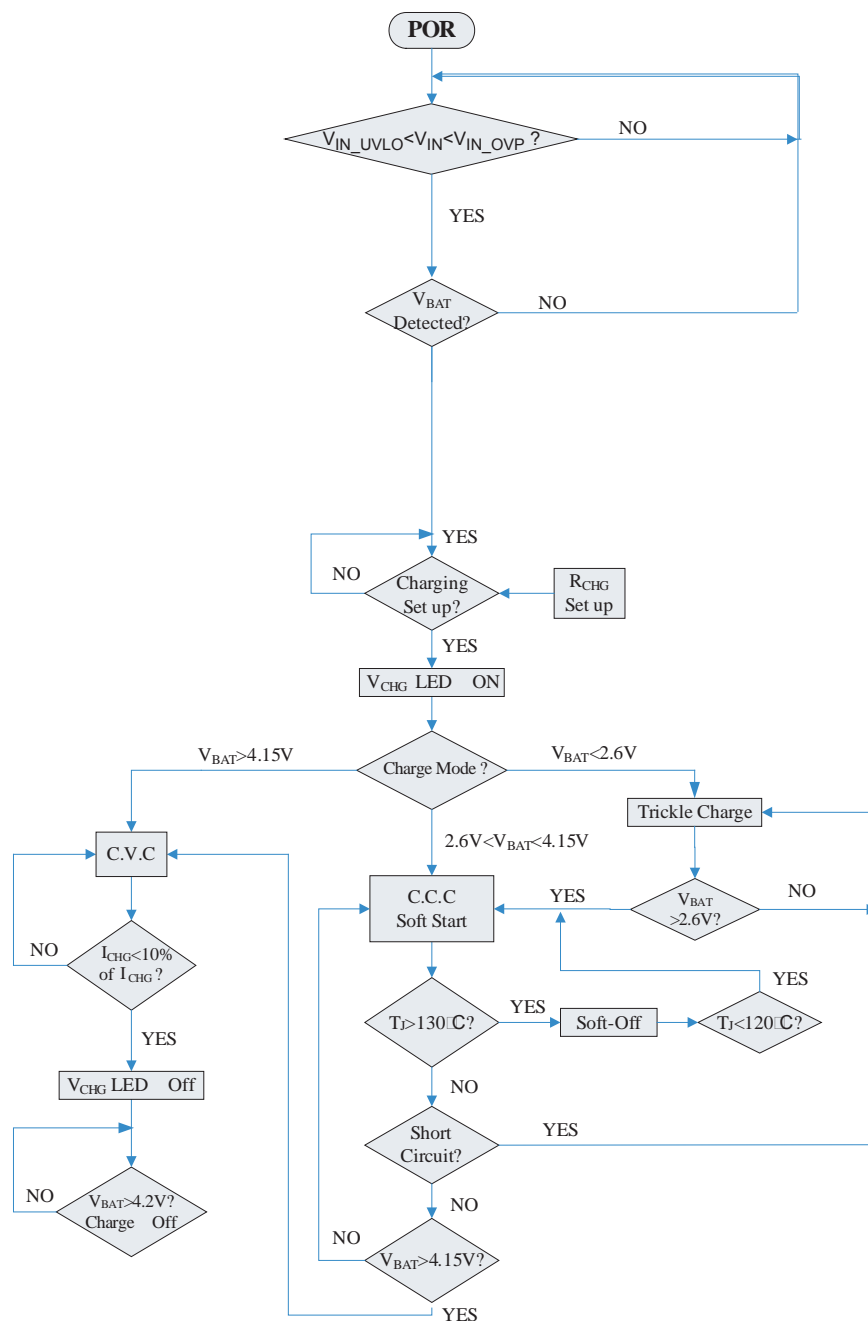 POR
V_IN_UVLO<V_IN<V_IN_OVP ?
NO
YES
V_BAT
Detected?
NO
YES
NO
Charging
Set up?
R_CHG
Set up
YES
V_CHG LED ON
V_BAT>4.15V
Charge Mode ?
V_BAT<2.6V
Trickle Charge
2.6V<V_BAT<4.15V
C.V.C
C.C.C
Soft Start
YES
V_BAT
>2.6V?
NO
NO
I_CHG<10%
of I_CHG ?
YES
T_J>130□C?
YES
Soft-Off
T_J<120□C?
YES
V_CHG LED Off
NO
Short
Circuit?
YES
NO
V_BAT>4.2V?
Charge Off
NO
NO
V_BAT>4.15V?
YES